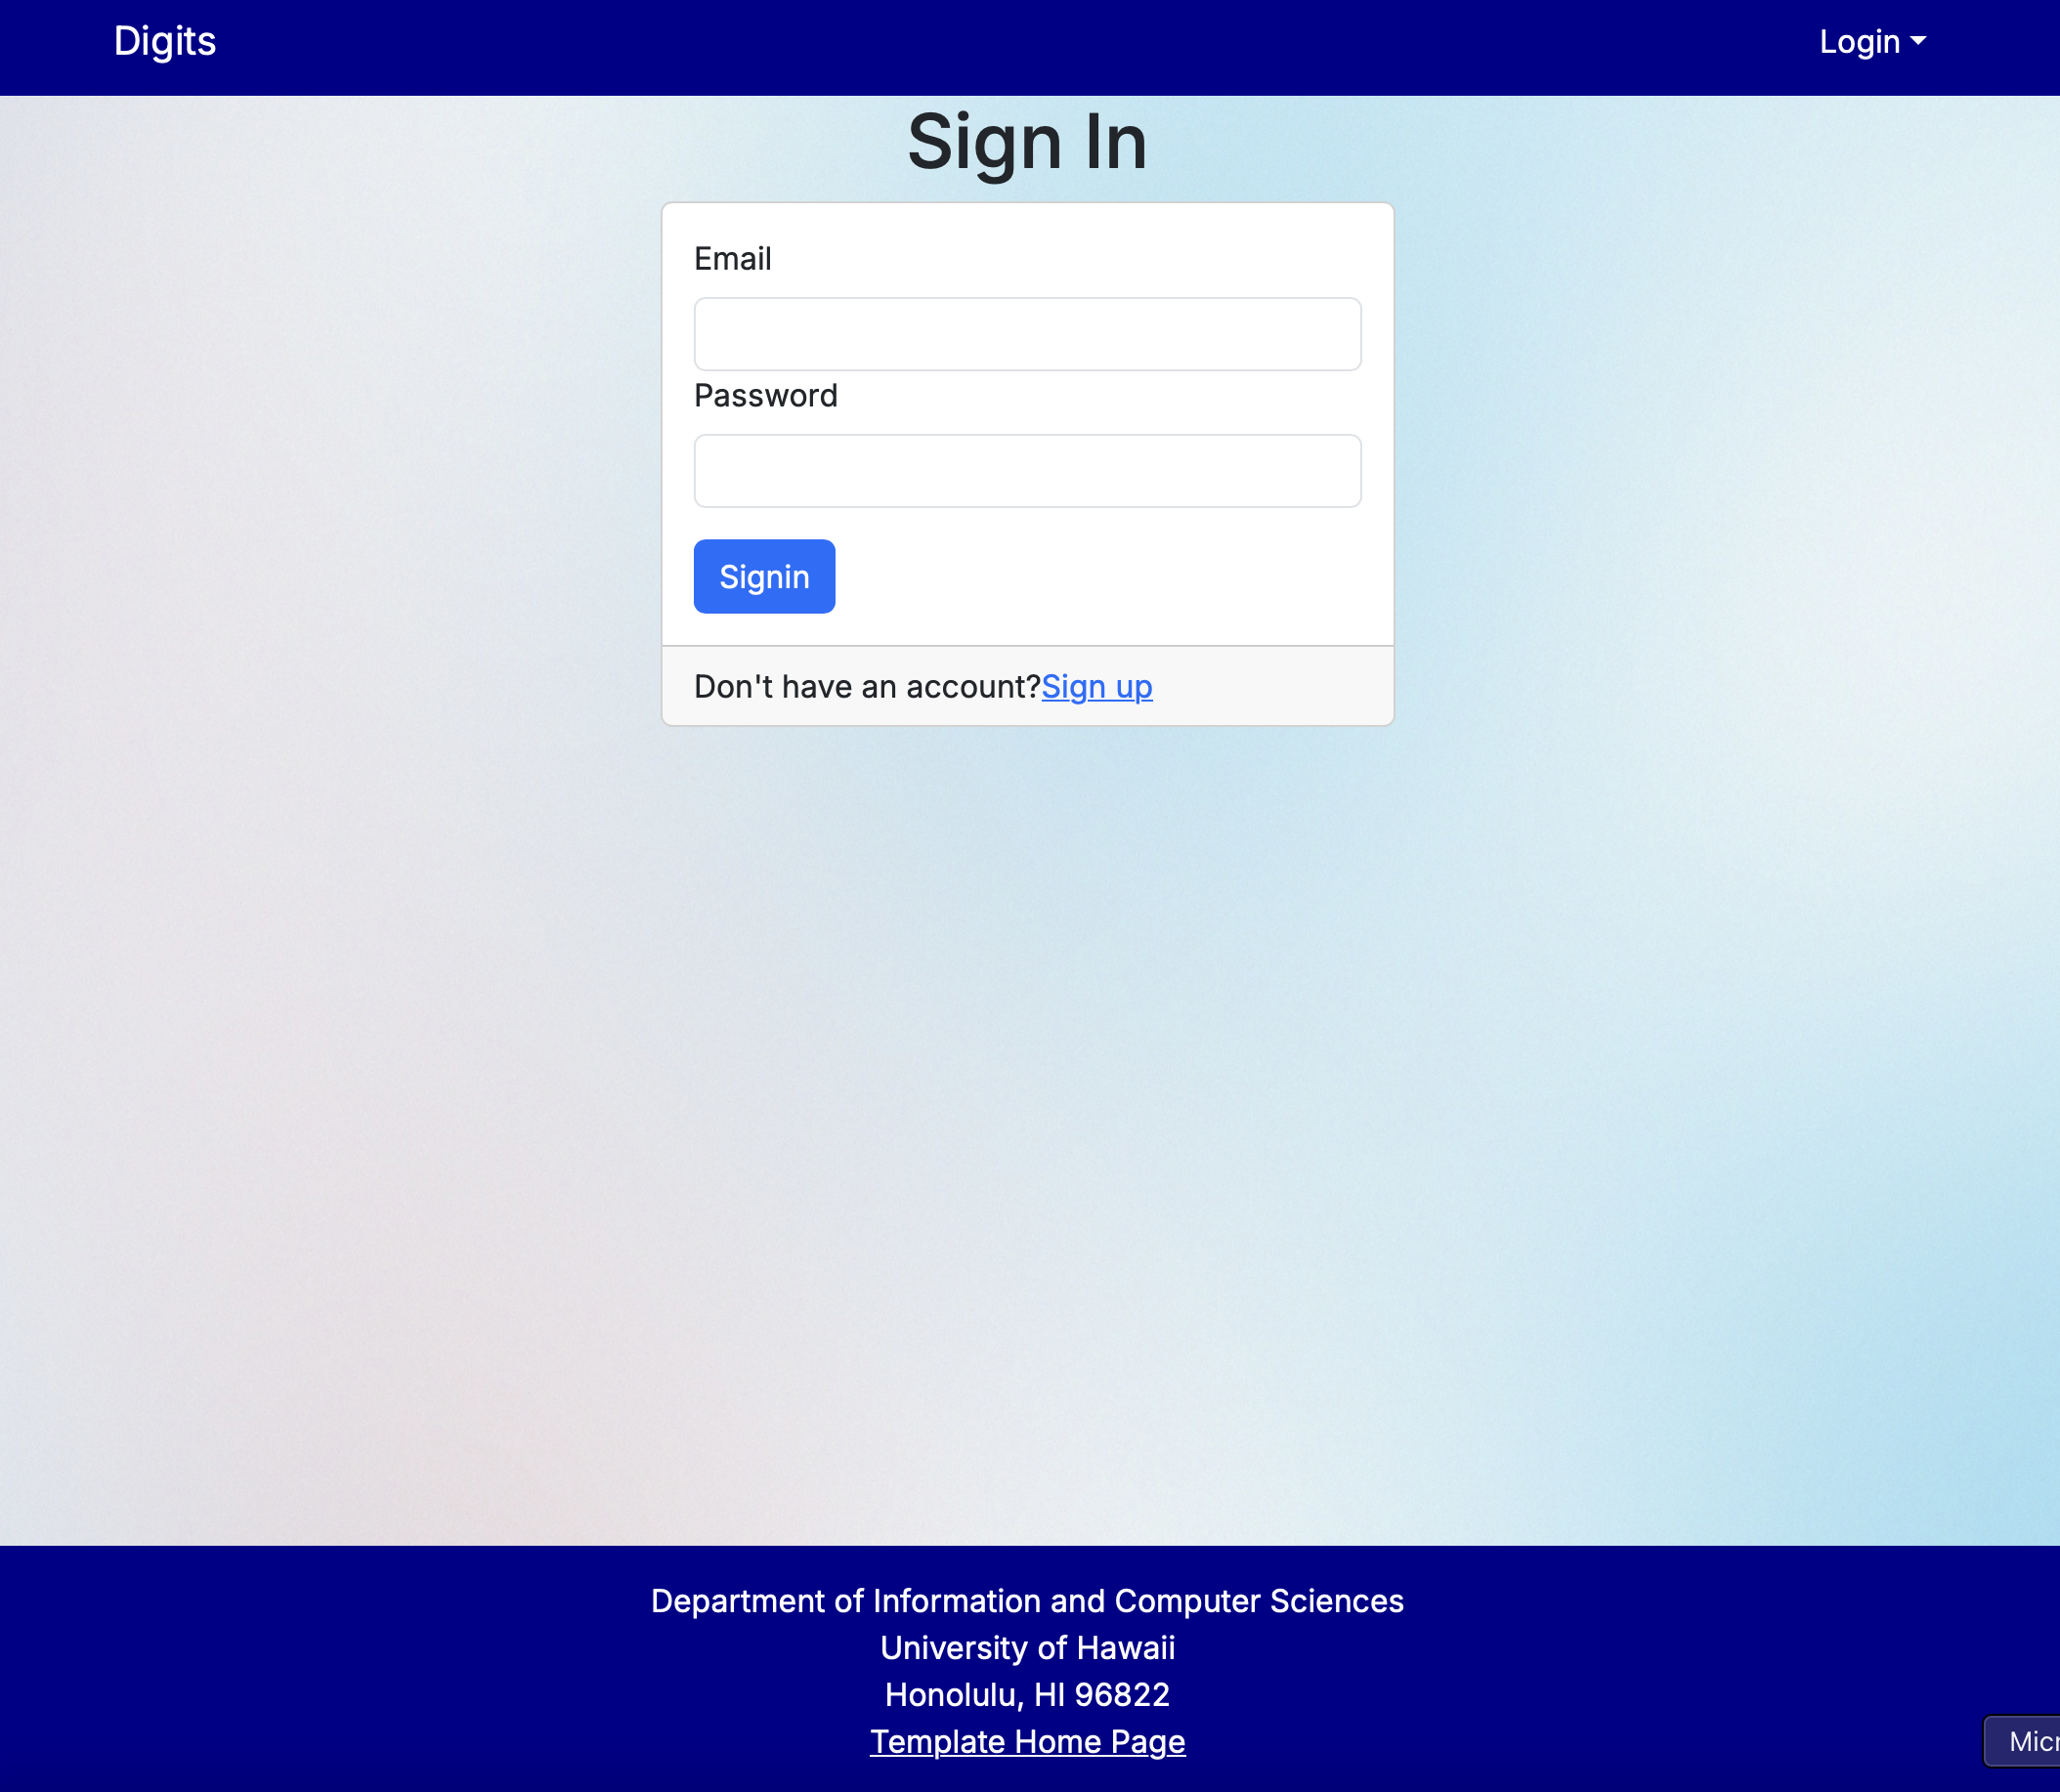 Digits
Login
Sign In
Email
Password
Signin
Don't have an account?Sign up
Department of Information and Computer Sciences
University of Hawaii
Honolulu, HI 96822
Template Home Page